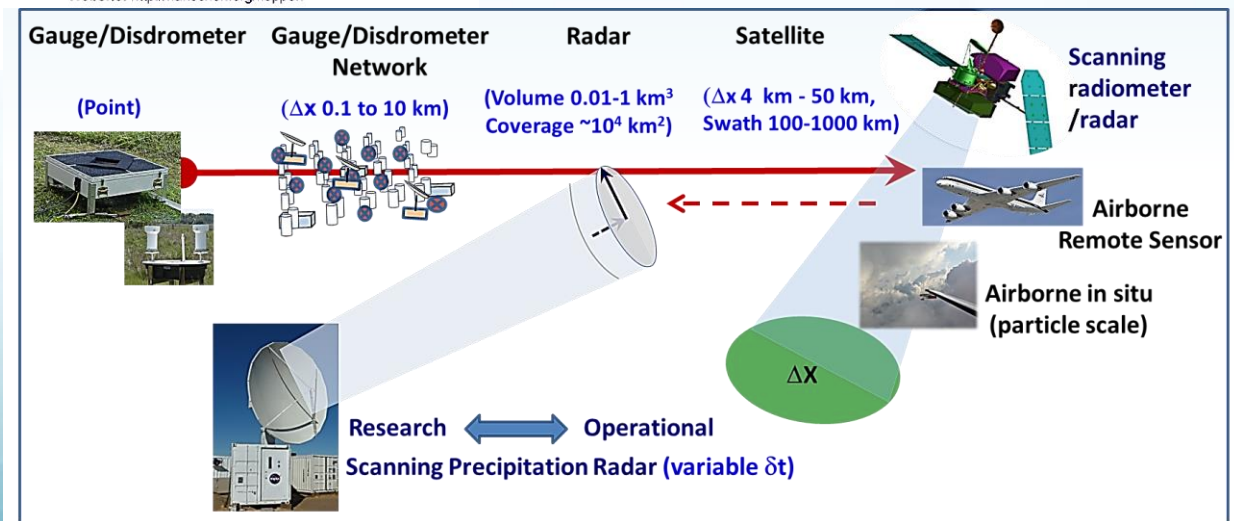 Gauge/Disdrometer
(Point)
Gauge/Disdrometer
Network
(Δx 0.1 to 10 km)
Radar
(Volume 0.01-1 km³
Coverage ~10⁴ km²)
Satellite
(Δx 4 km - 50 km,
Swath 100-1000 km)
Scanning
radiometer
/radar
Airborne
Remote Sensor
Airborne in situ
(particle scale)
ΔX
Research
Operational
Scanning Precipitation Radar (variable δt)